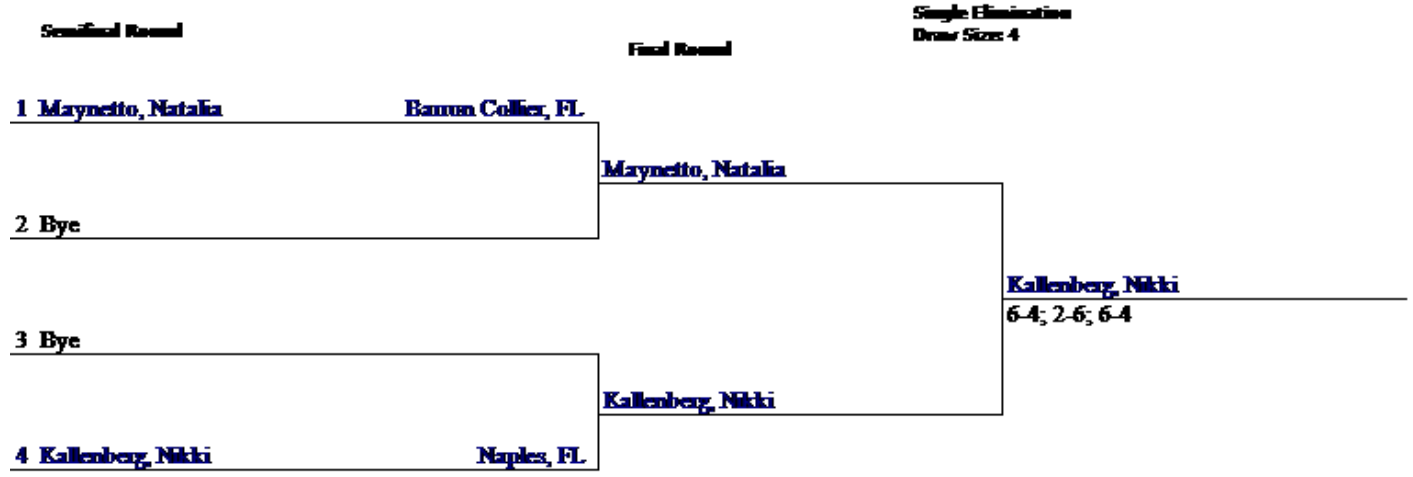 Single Elimination
Semifinal Round
Draw Size: 4
Final Round
1 Maynetto, Natalia Barron Collier, FL
Maynetto, Natalia
2 Bye
Kallenberg, Nikki
6-4; 2-6; 6-4
3 Bye
Kallenberg, Nikki
4 Kallenberg, Nikki Naples, FL